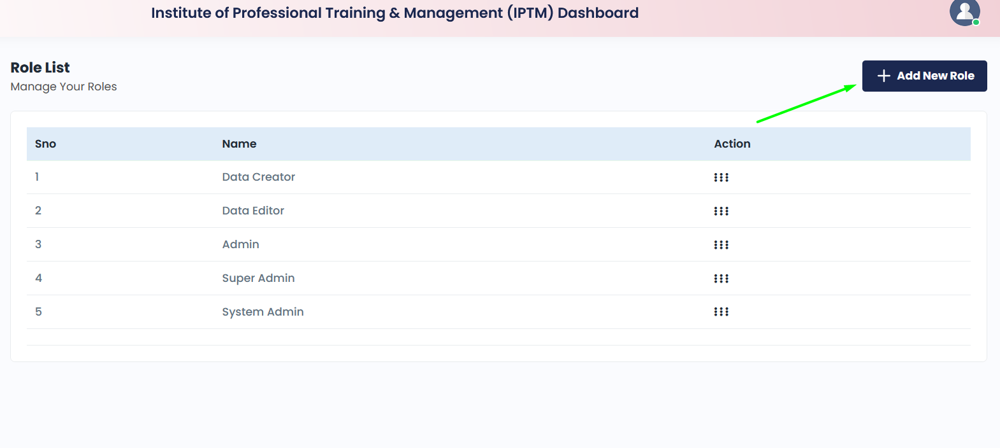 Institute of Professional Training & Management (IPTM) Dashboard
Role List
Manage Your Roles
Add New Role
Sno Name Action
1 Data Creator
2 Data Editor
3 Admin
4 Super Admin
5 System Admin